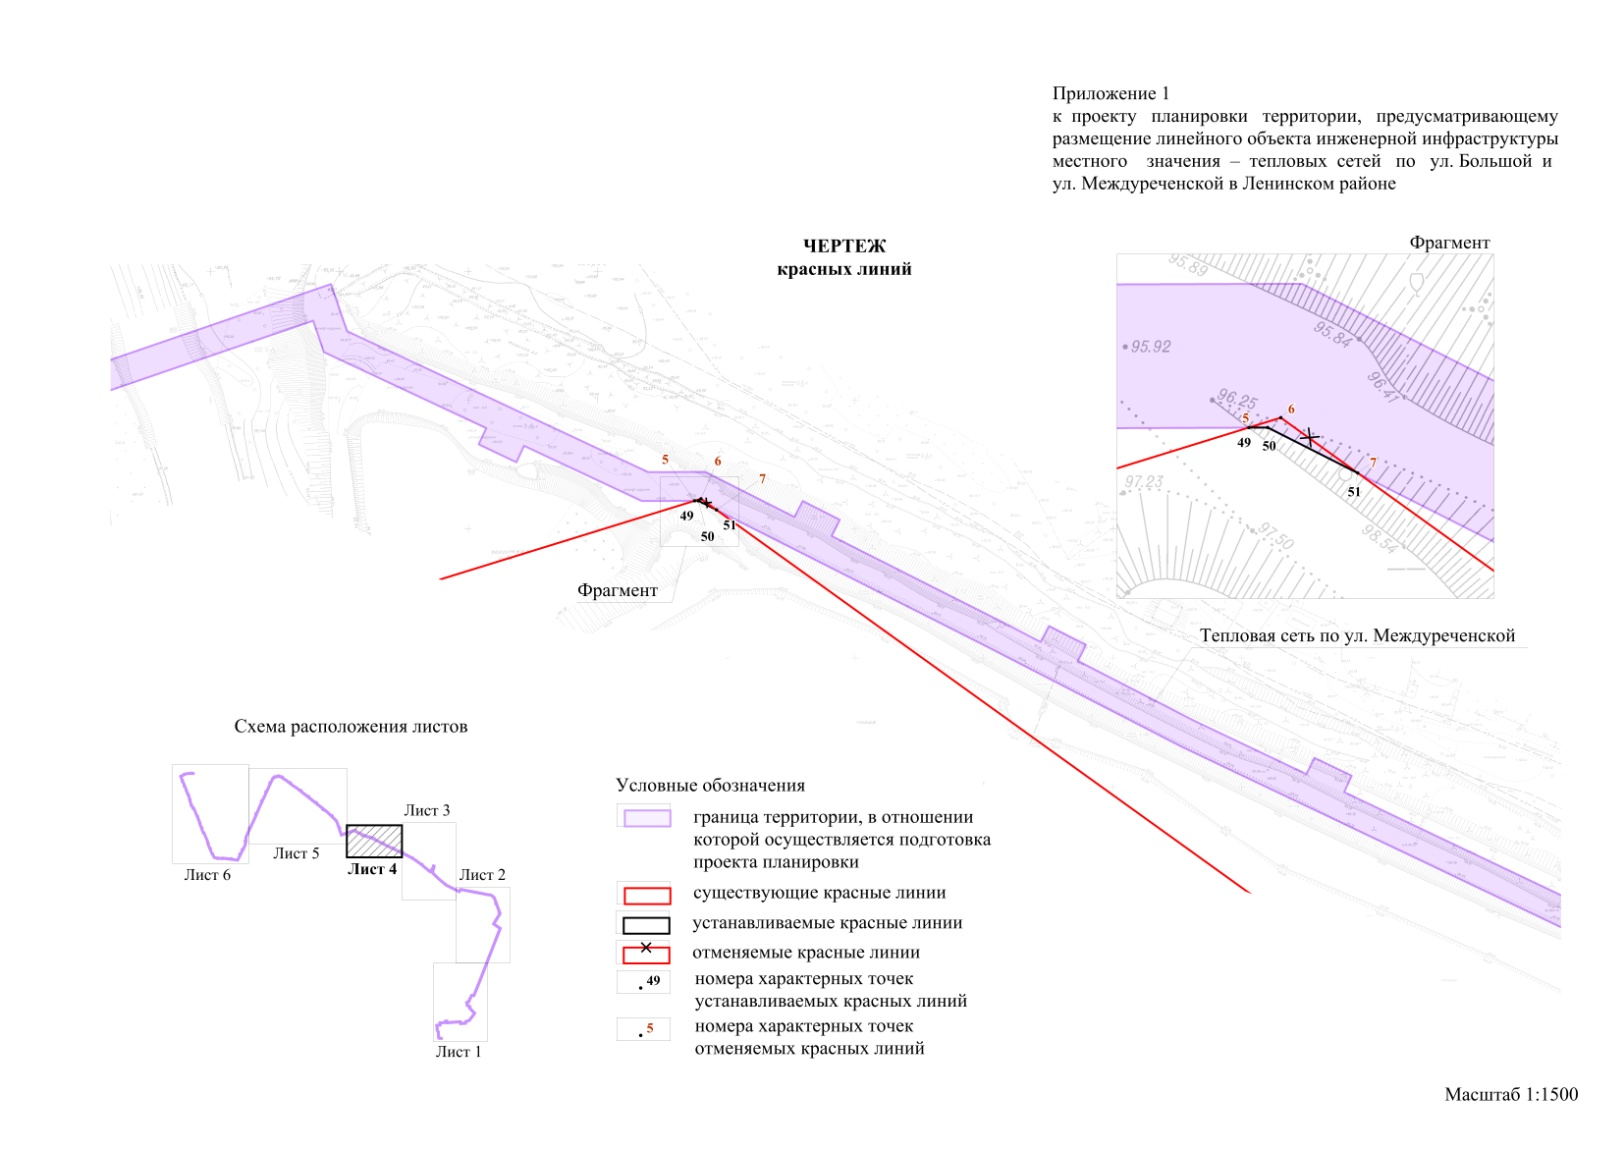 Приложение 1
к проекту планировки территории, предусматривающему
размещение линейного объекта инженерной инфраструктуры
местного значения – тепловых сетей по ул. Большой и
ул. Междуреченской в Ленинском районе
ЧЕРТЕЖ
красных линий
Фрагмент
95.89
95.84
95.92
96.41
96.25
5
6
49
50
7
51
97.23
97.50
98.54
5
6
7
49
51
50
Фрагмент
Тепловая сеть по ул. Междуреченской
Схема расположения листов
Лист 3
Лист 5
Лист 4
Лист 6
Лист 2
Лист 1
Условные обозначения
граница территории, в отношении
которой осуществляется подготовка
проекта планировки
существующие красные линии
устанавливаемые красные линии
отменяемые красные линии
49
номера характерных точек
устанавливаемых красных линий
5
номера характерных точек
отменяемых красных линий
Масштаб 1:1500